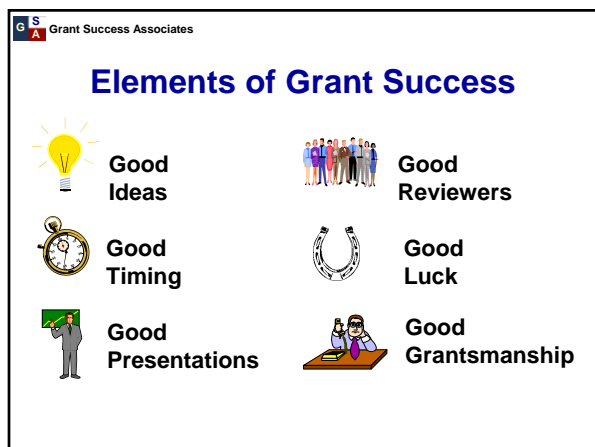 G S A Grant Success Associates
Elements of Grant Success
Good
Ideas
Good
Reviewers
Good
Timing
Good
Luck
Good
Presentations
Good
Grantsmanship